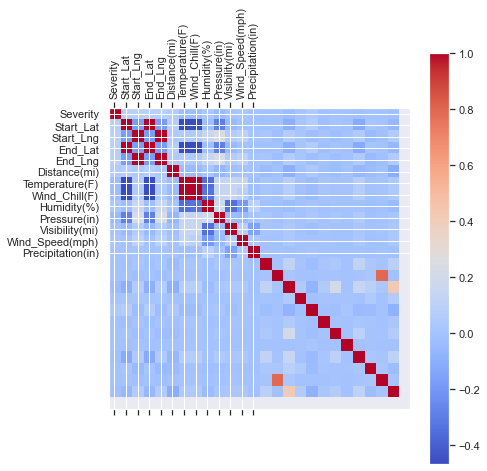 Severity
Start_Lat
Start_Lng
End_Lat
End_Lng
Distance(mi)
Temperature(F)
Wind_Chill(F)
Humidity(%)
Pressure(in)
Visibility(mi)
Wind_Speed(mph)
Precipitation(in)
Severity
Start_Lat
Start_Lng
End_Lat
End_Lng
Distance(mi)
Temperature(F)
Wind_Chill(F)
Humidity(%)
Pressure(in)
Visibility(mi)
Wind_Speed(mph)
Precipitation(in)
1.0
0.8
0.6
0.4
0.2
0.0
−0.2
−0.4